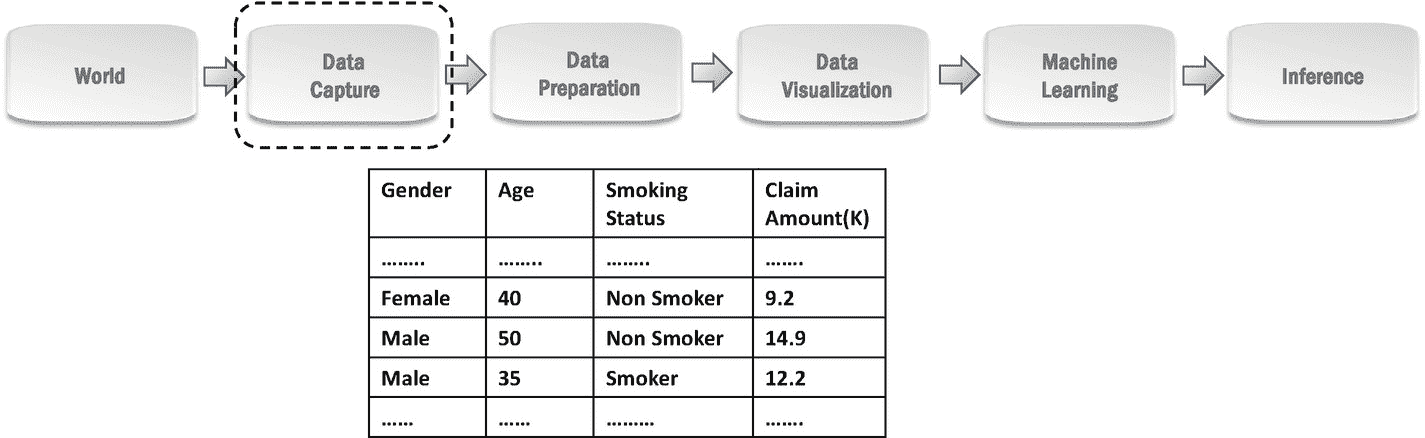 World
Data
Capture
Data
Preparation
Data
Visualization
Machine
Learning
Inference
Gender Age Smoking Status Claim Amount(K)
........ ........ ........ .......
Female 40 Non Smoker 9.2
Male 50 Non Smoker 14.9
Male 35 Smoker 12.2
...... ...... ......... .......